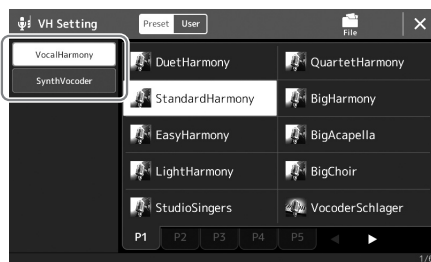 VH Setting
Preset User
File
VocalHarmony
SynthVocoder
DuetHarmony
QuartetHarmony
StandardHarmony
BigHarmony
EasyHarmony
BigAcapella
LightHarmony
BigChoir
StudioSingers
VocoderSchlager
P1 P2 P3 P4 P5